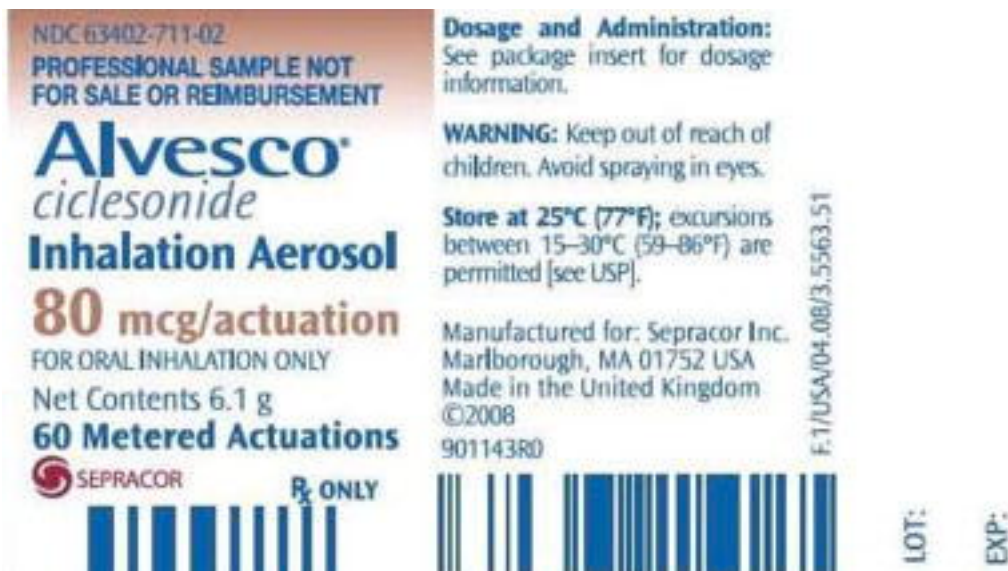 NDC 63402-711-02
PROFESSIONAL SAMPLE NOT
FOR SALE OR REIMBURSEMENT
Alvesco®
ciclesonide
Inhalation Aerosol
80 mcg/actuation
FOR ORAL INHALATION ONLY
Net Contents 6.1 g
60 Metered Actuations
SEPRACOR
Rx ONLY
Dosage and Administration:
See package insert for dosage
information.
WARNING: Keep out of reach of
children. Avoid spraying in eyes.
Store at 25°C (77°F); excursions
between 15–30°C (59–86°F) are
permitted [see USP].
Manufactured for: Sepracor Inc.
Marlborough, MA 01752 USA
Made in the United Kingdom
©2008
901143R0
F.1/USA/04.08/3.5563.51
LOT:
EXP: